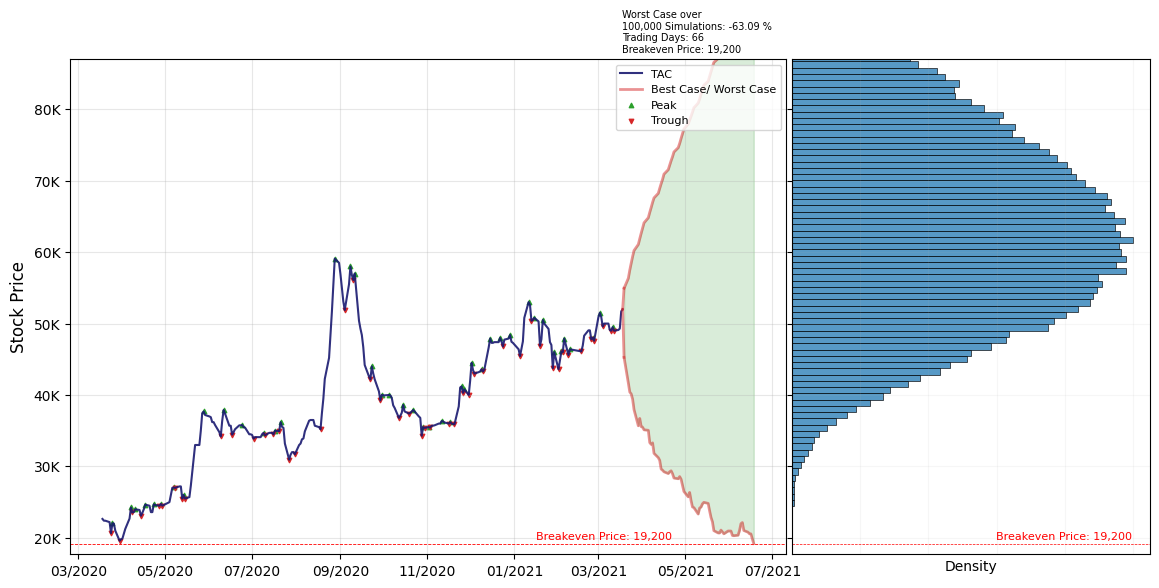 Worst Case over
100,000 Simulations: -63.09 %
Trading Days: 66
Breakeven Price: 19,200
TAC
Best Case/ Worst Case
Peak
Trough
Stock Price
80K
70K
60K
50K
40K
30K
20K
Breakeven Price: 19,200
Breakeven Price: 19,200
03/2020
05/2020
07/2020
09/2020
11/2020
01/2021
03/2021
05/2021
07/2021
Density